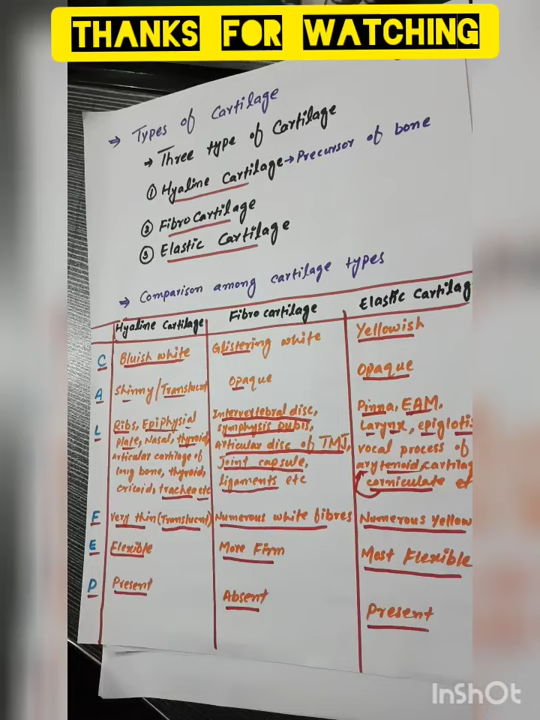 THANKS FOR WATCHING
→ Types of Cartilage
→ Three type of Cartilage
① Hyaline Cartilage → Precursor of bone
② Fibro Cartilage
③ Elastic Cartilage
→ Comparison among cartilage types
Hyaline Cartilage
Fibro cartilage
Elastic Cartilag
C
Bluish white
Glistering white
Yellowish
A
Shinny/Translucent
Opaque
Opaque
L
Ribs, Epiphysial
plate, Nasal, thyroid,
articular cartilage of
long bone, thyroid,
Cricoid, trachea etc
Intervertebral disc,
symphysis pubis,
articular disc of TMJ,
Joint capsule,
ligaments etc
Pinna, EAM,
Larynx, epigloti
vocal process of
arytenoid, cartilag
corniculate et
F
Very thin (Translucent)
Numerous white fibres
Numerous Yellow
E
Flexible
More Firm
Most Flexible
P
Present
Absent
Present
InShOt